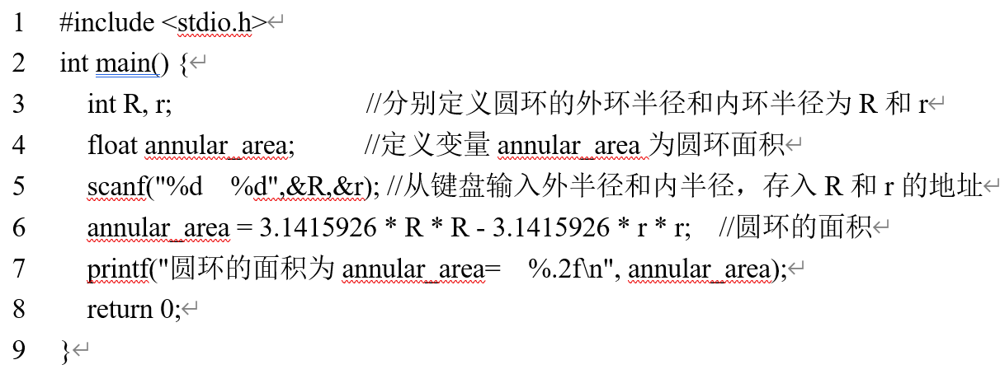 1 #include <stdio.h>↵
2 int main() {↵
3 int R, r; //分别定义圆环的外环半径和内环半径为 R 和 r↵
4 float annular_area; //定义变量 annular_area 为圆环面积↵
5 scanf("%d %d",&R,&r); //从键盘输入外半径和内半径，存入 R 和 r 的地址↵
6 annular_area = 3.1415926 * R * R - 3.1415926 * r * r; //圆环的面积↵
7 printf("圆环的面积为 annular_area= %.2f\n", annular_area);↵
8 return 0;↵
9 }↵